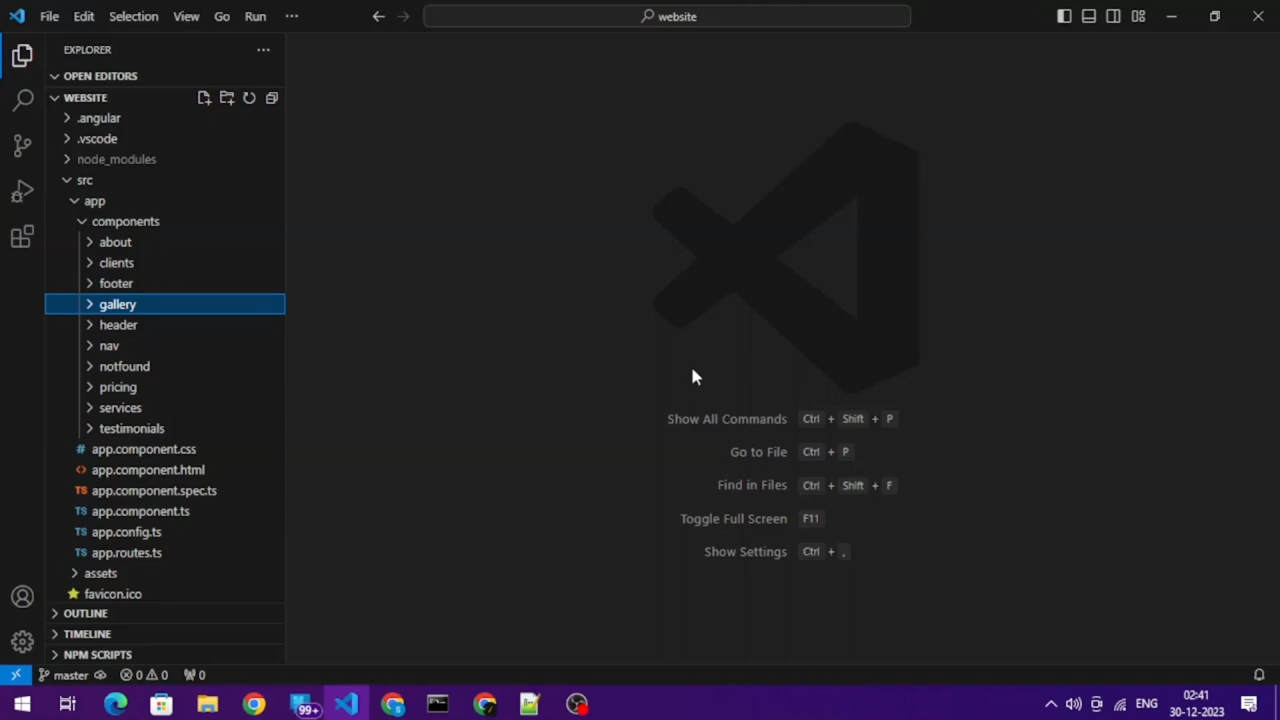 File Edit Selection View Go Run ···
website
EXPLORER
OPEN EDITORS
WEBSITE
.angular
.vscode
node_modules
src
app
components
about
clients
footer
gallery
header
nav
notfound
pricing
services
testimonials
# app.component.css
<> app.component.html
TS app.component.spec.ts
TS app.component.ts
TS app.config.ts
TS app.routes.ts
assets
favicon.ico
OUTLINE
TIMELINE
NPM SCRIPTS
Show All Commands Ctrl + Shift + P
Go to File Ctrl + P
Find in Files Ctrl + Shift + F
Toggle Full Screen F11
Show Settings Ctrl + ,
master 0 0 0
99+
ENG
02:41
30-12-2023